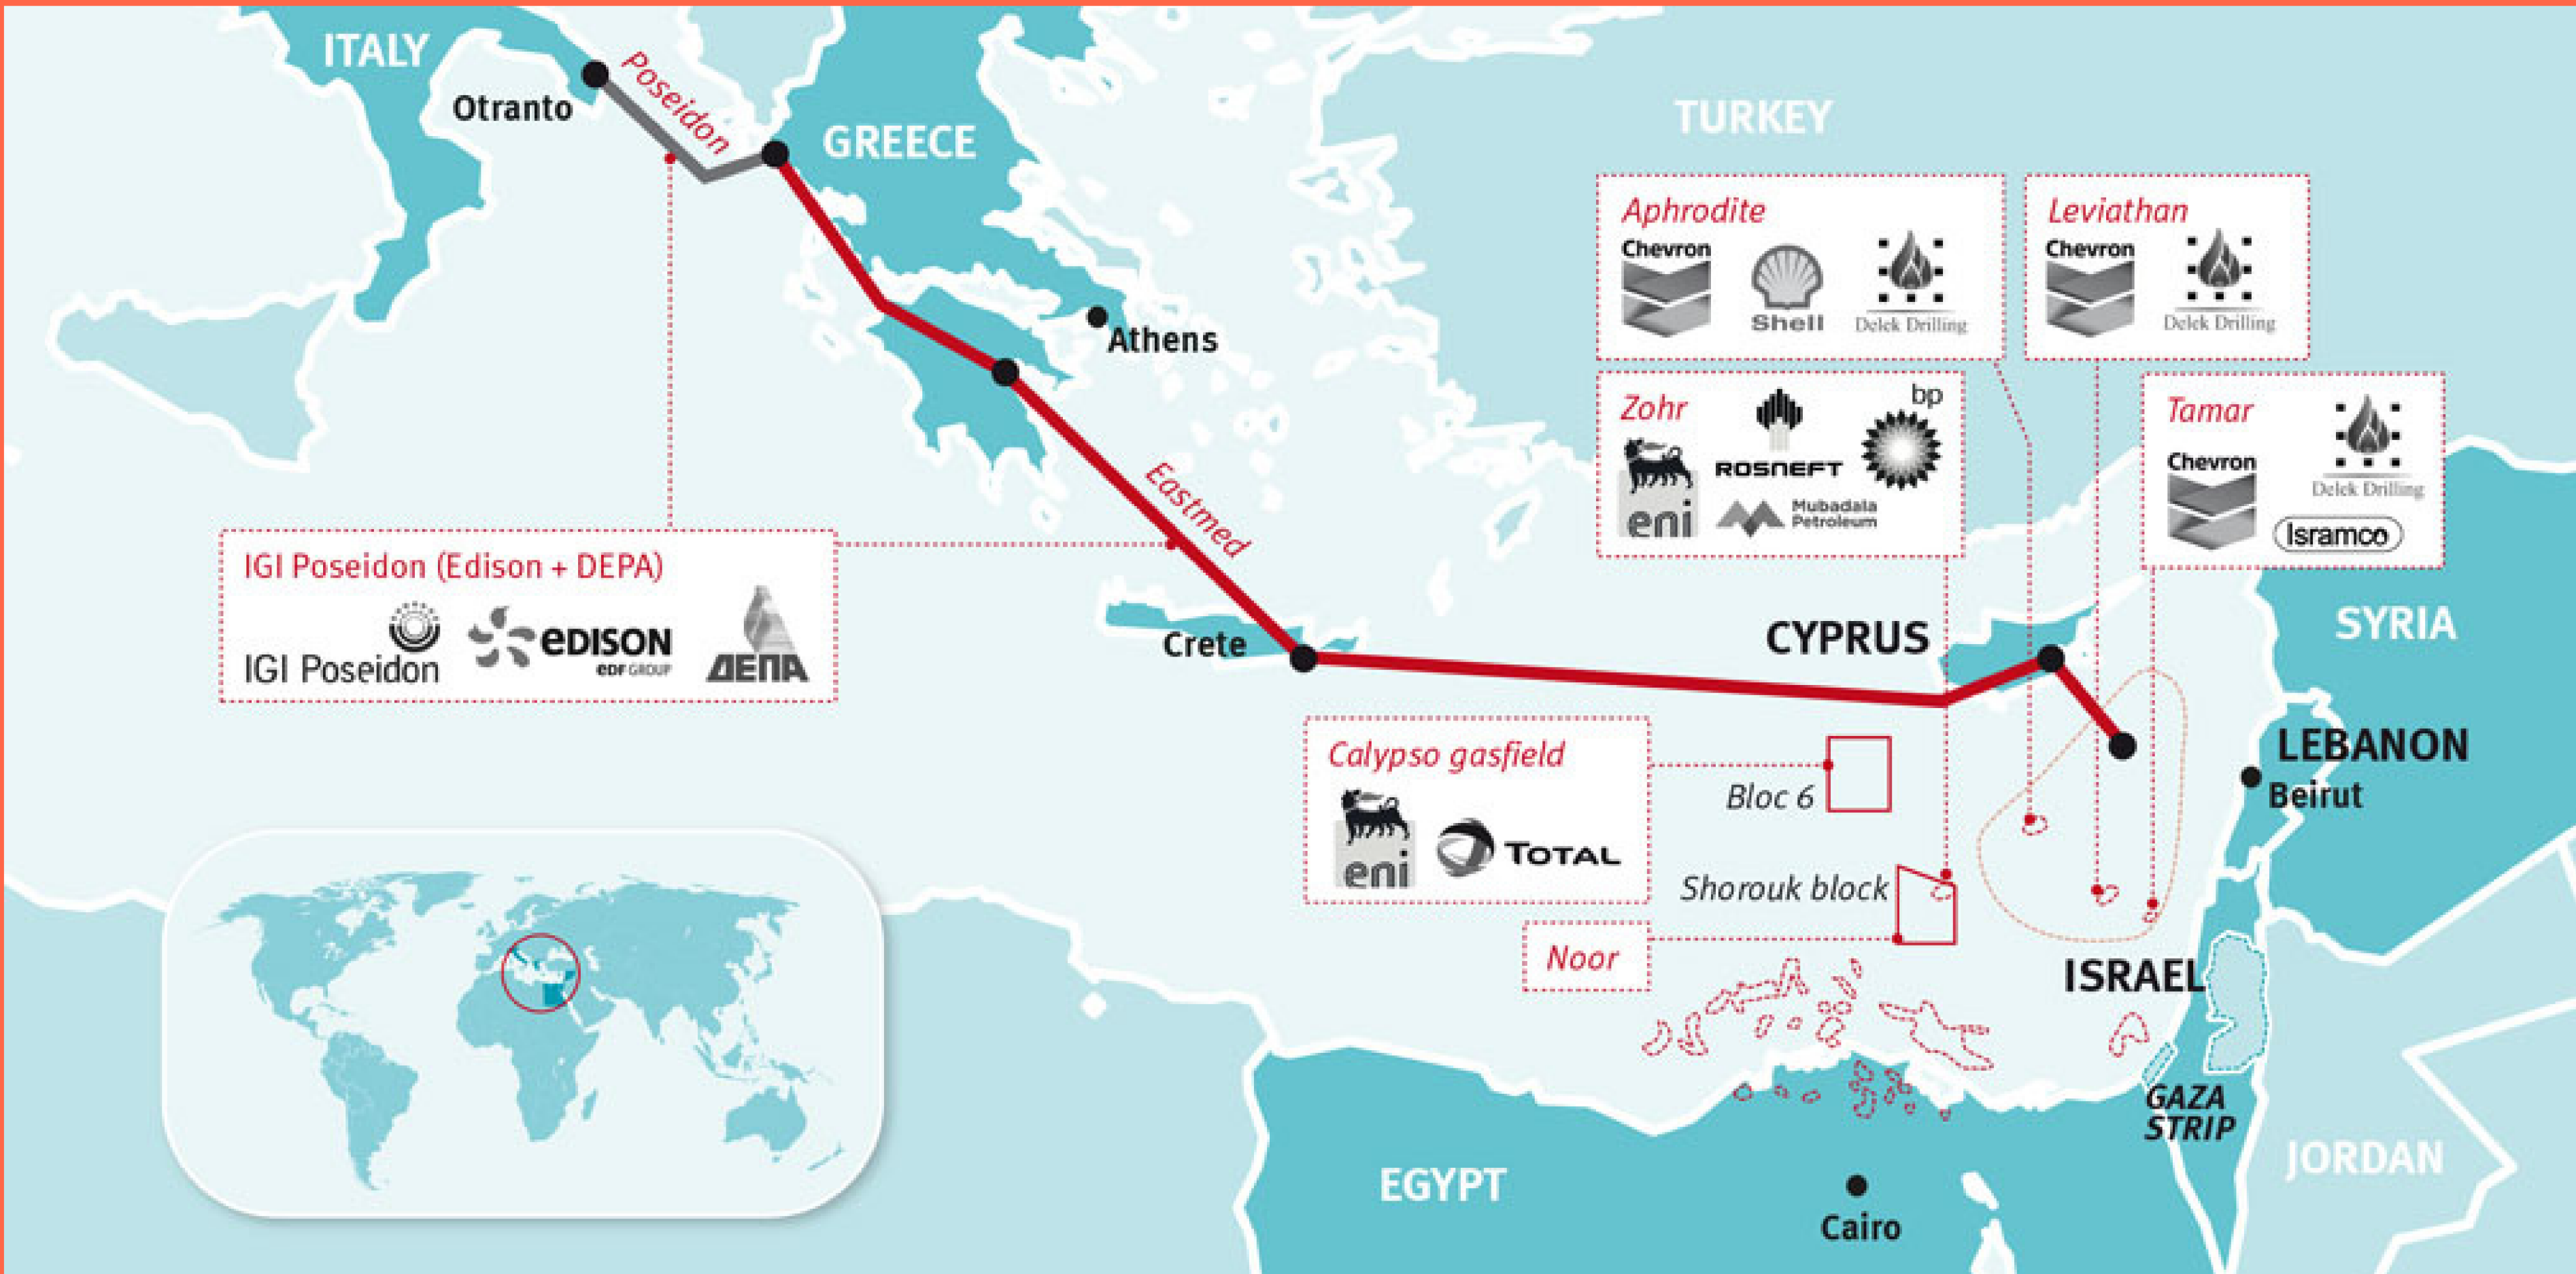 ITALY
Otranto
Poseidon
GREECE
TURKEY
Athens
Eastmed
Aphrodite
Chevron
Shell
Delek Drilling
Leviathan
Chevron
Delek Drilling
Zohr
eni
ROSNEFT
bp
Mubadala
Petroleum
Tamar
Chevron
Delek Drilling
Isramco
IGI Poseidon (Edison + DEPA)
IGI Poseidon
eDISON
eDF GROUP
ΔΕΠΑ
Crete
CYPRUS
SYRIA
LEBANON
Beirut
Calypso gasfield
eni
TOTAL
Bloc 6
Shorouk block
Noor
ISRAEL
GAZA
STRIP
EGYPT
Cairo
JORDAN